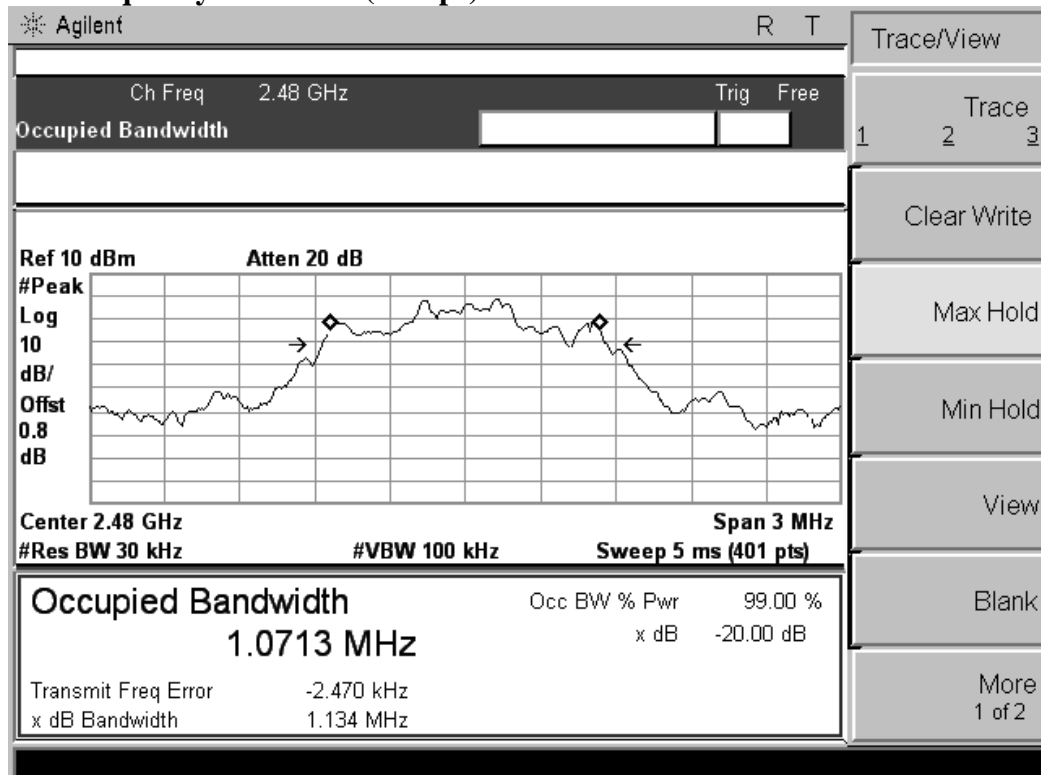 Agilent R T
Ch Freq 2.48 GHz Trig Free
Occupied Bandwidth
Ref 10 dBm Atten 20 dB
#Peak
Log
10
dB/
Offst
0.8
dB
Center 2.48 GHz Span 3 MHz
#Res BW 30 kHz #VBW 100 kHz Sweep 5 ms (401 pts)
Occupied Bandwidth Occ BW % Pwr 99.00 %
1.0713 MHz x dB -20.00 dB
Transmit Freq Error -2.470 kHz
x dB Bandwidth 1.134 MHz
Trace/View
Trace
1 2 3
Clear Write
Max Hold
Min Hold
View
Blank
More
1 of 2